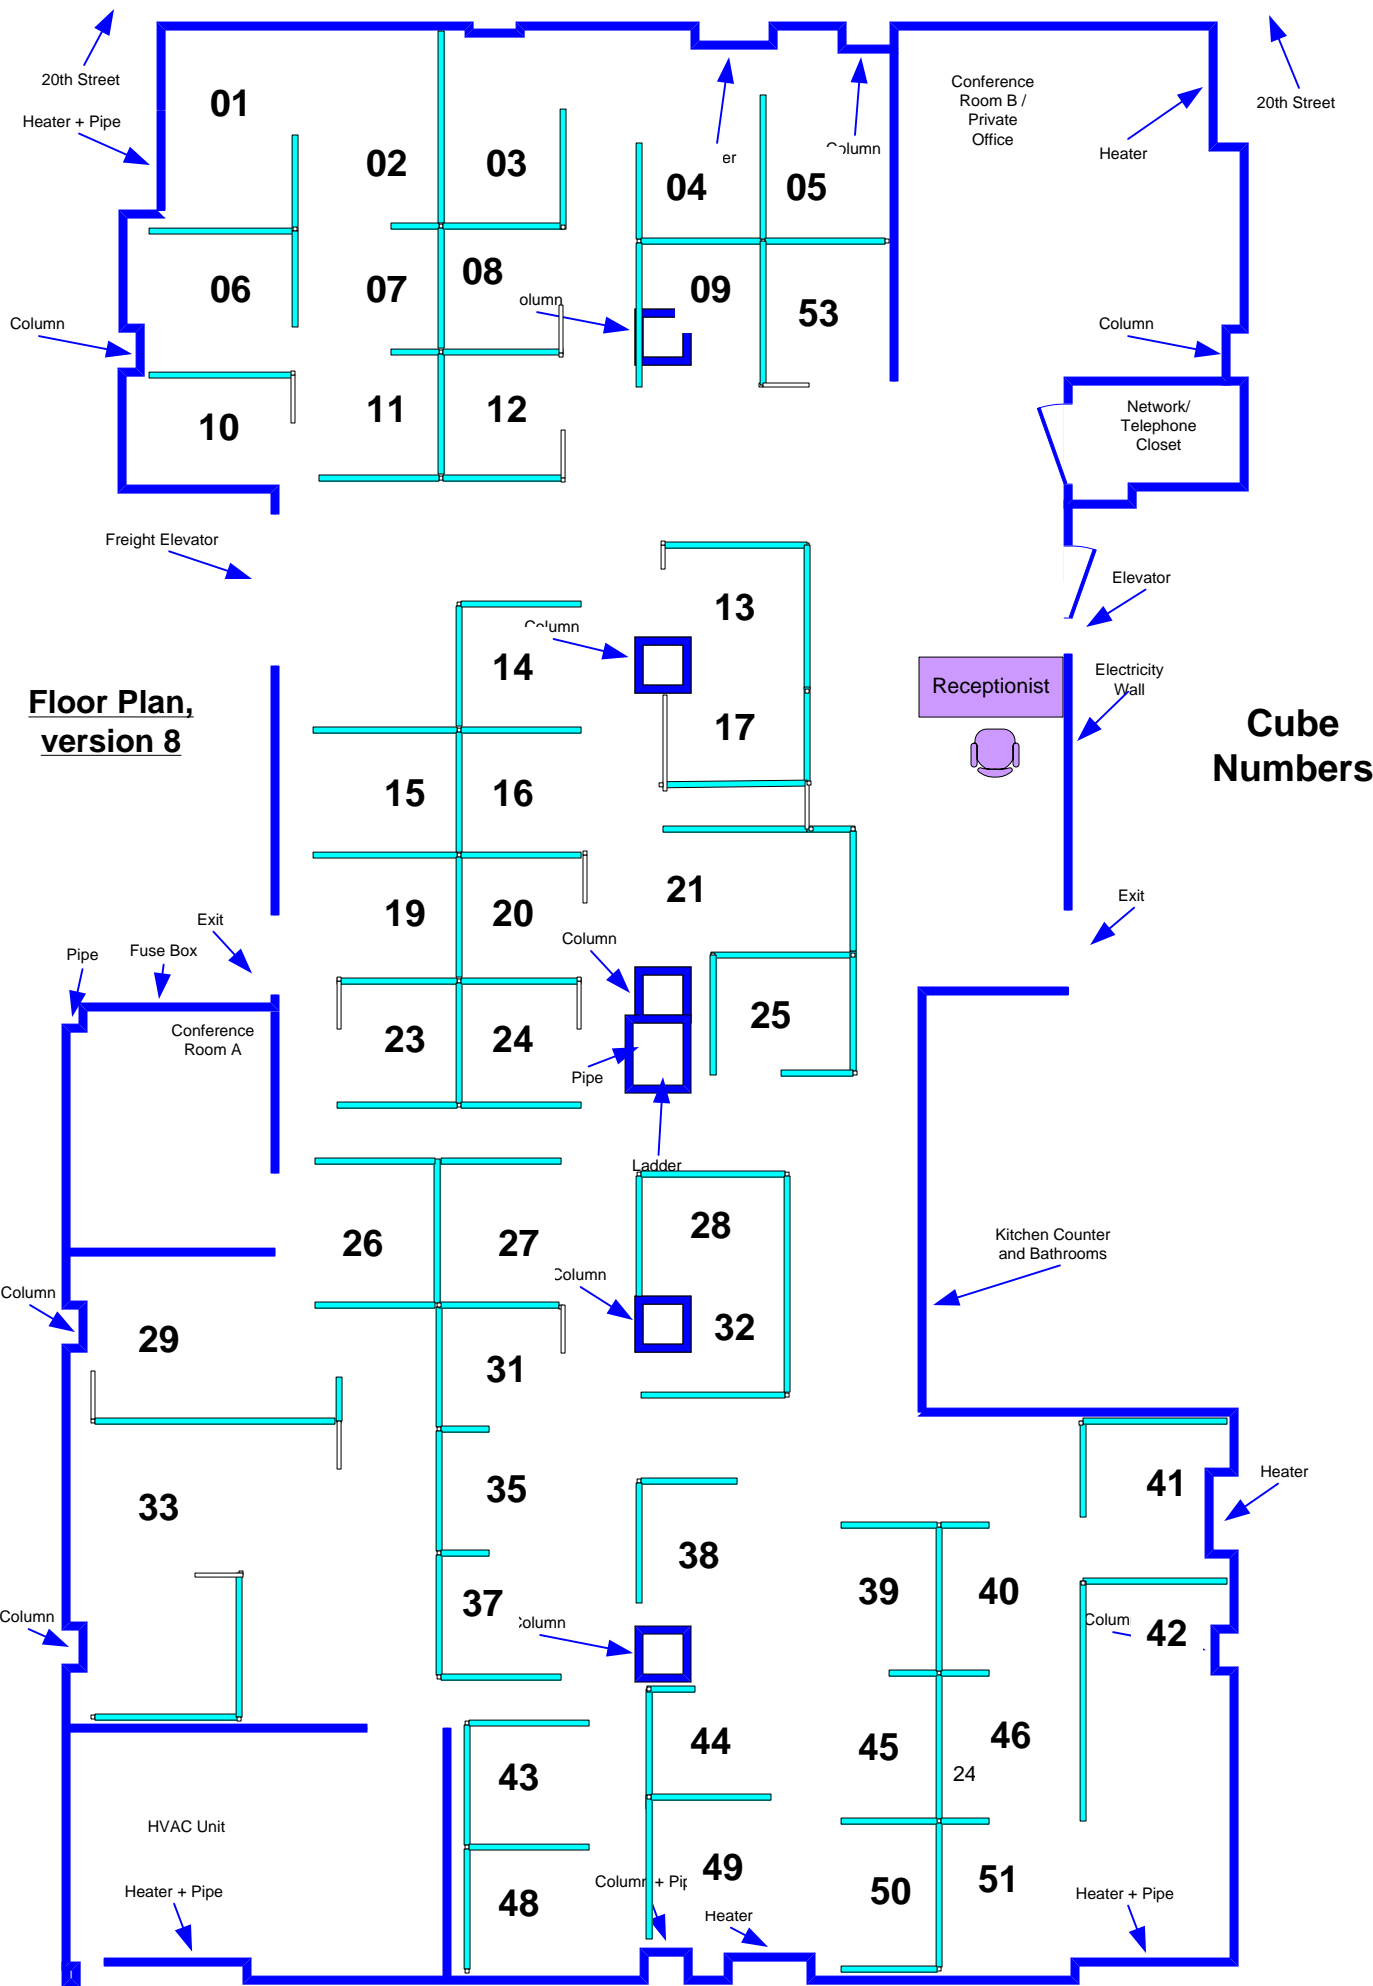 20th Street
Heater + Pipe
01
02
03
er
Column
04
05
Conference
Room B /
Private
Office
Heater
20th Street
06
07
08
olumn
09
53
Column
Column
10
11
12
Network/
Telephone
Closet
Freight Elevator
13
Elevator
Column
14
Receptionist
Electricity
Wall
Floor Plan,
version 8
17
Cube
Numbers
15
16
21
Exit
19
20
Exit
Pipe
Fuse Box
Column
Conference
Room A
23
24
25
Pipe
Ladder
26
27
28
Kitchen Counter
and Bathrooms
Column
Column
29
31
32
33
35
41
Heater
38
39
40
Column
37
Column
Colum
42
43
44
45
46
24
HVAC Unit
Heater + Pipe
48
Column + Pip
49
Heater
50
51
Heater + Pipe